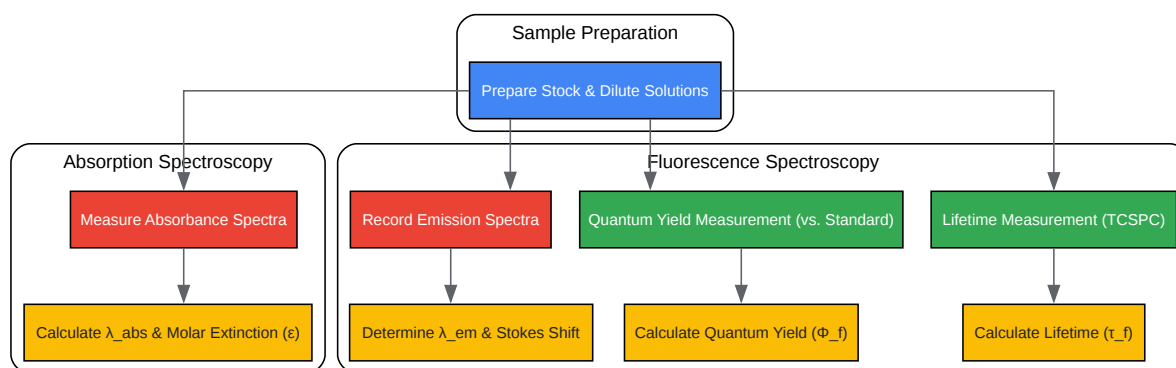 Sample Preparation
Prepare Stock & Dilute Solutions
Absorption Spectroscopy
Fluorescence Spectroscopy
Measure Absorbance Spectra
Record Emission Spectra
Quantum Yield Measurement (vs. Standard)
Lifetime Measurement (TCSPC)
Calculate λ_abs & Molar Extinction (ε)
Determine λ_em & Stokes Shift
Calculate Quantum Yield (Φ_f)
Calculate Lifetime (τ_f)